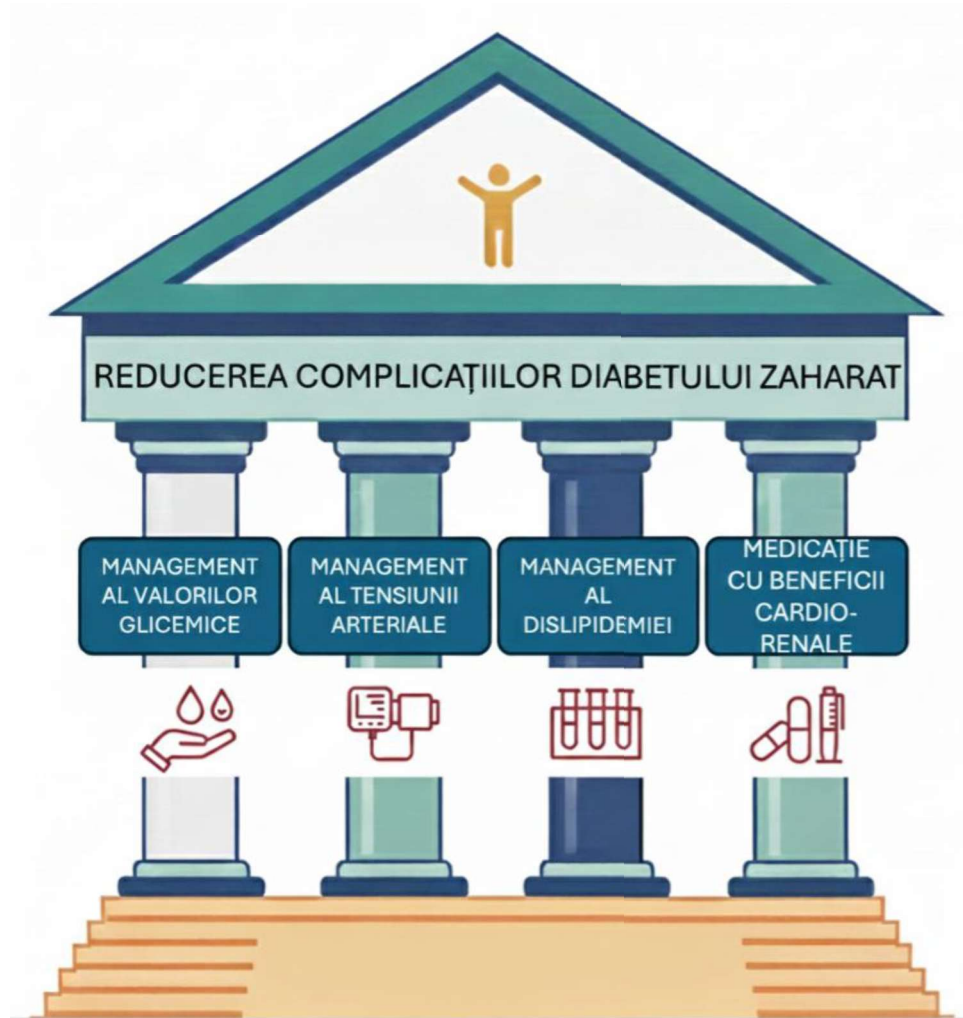 REDUCEREA COMPLICAȚIILOR DIABETULUI ZAHARAT
MANAGEMENT
AL VALORILOR
GLICEMICE
MANAGEMENT
AL TENSIUNII
ARTERIALE
MANAGEMENT
AL
DISLIPIDEMIEI
MEDICAȚIE
CU BENEFICII
CARDIO-
RENALE